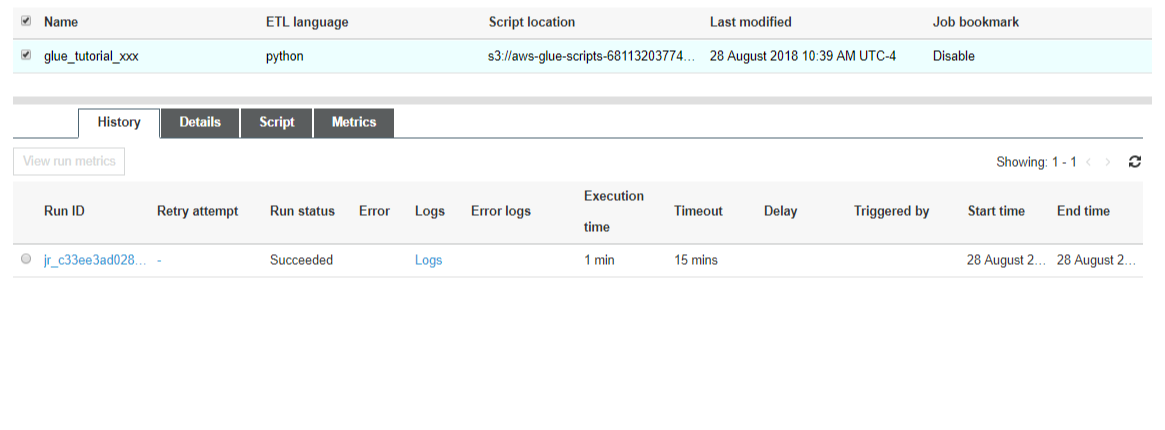 Name ETL language Script location Last modified Job bookmark
glue_tutorial_xxx python s3://aws-glue-scripts-68113203774... 28 August 2018 10:39 AM UTC-4 Disable
History Details Script Metrics
View run metrics Showing: 1 - 1
Run ID Retry attempt Run status Error Logs Error logs Execution time Timeout Delay Triggered by Start time End time
jr_c33ee3ad028... - Succeeded Logs 1 min 15 mins 28 August 2... 28 August 2...